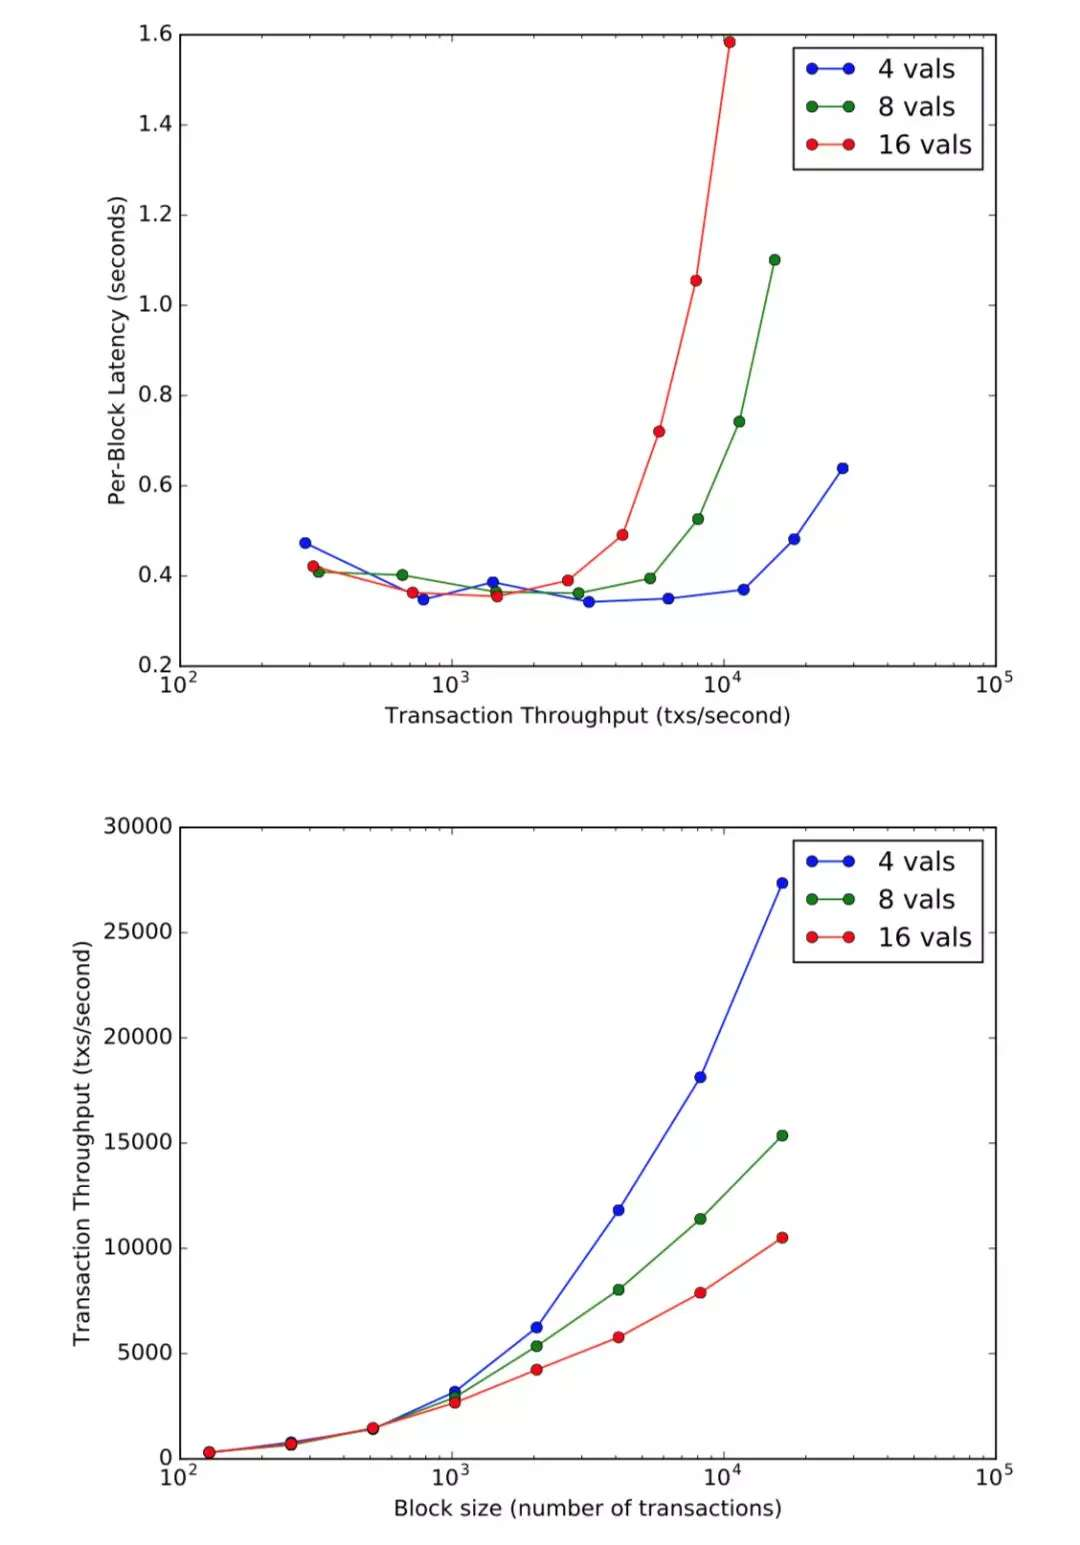 1.6
1.4
1.2
1.0
0.8
0.6
0.4
0.2
Per-Block Latency (seconds)
4 vals
8 vals
16 vals
10² 10³ 10⁴ 10⁵
Transaction Throughput (txs/second)
30000
25000
20000
15000
10000
5000
0
Transaction Throughput (txs/second)
4 vals
8 vals
16 vals
10² 10³ 10⁴ 10⁵
Block size (number of transactions)